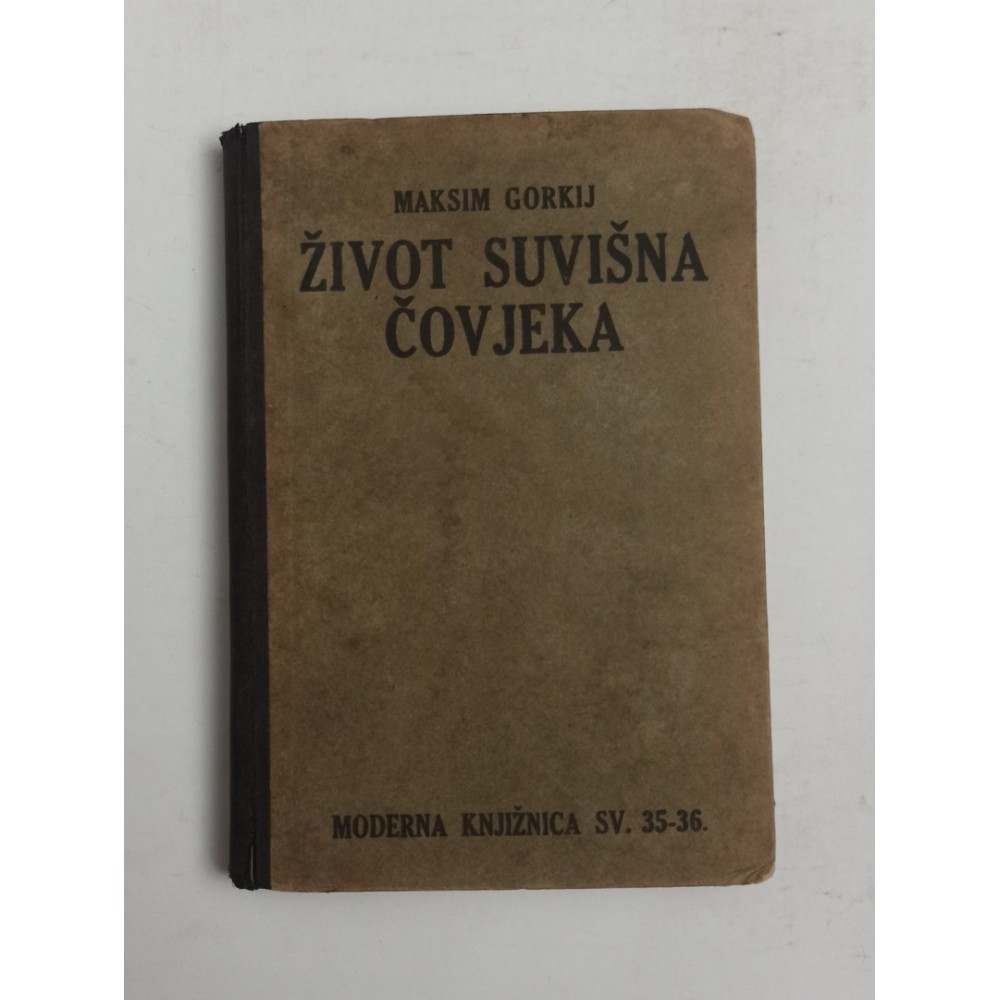 MAKSIM GORKIJ
ŽIVOT SUVIŠNA
ČOVJEKA
MODERNA KNJIŽNICA SV. 35-36.